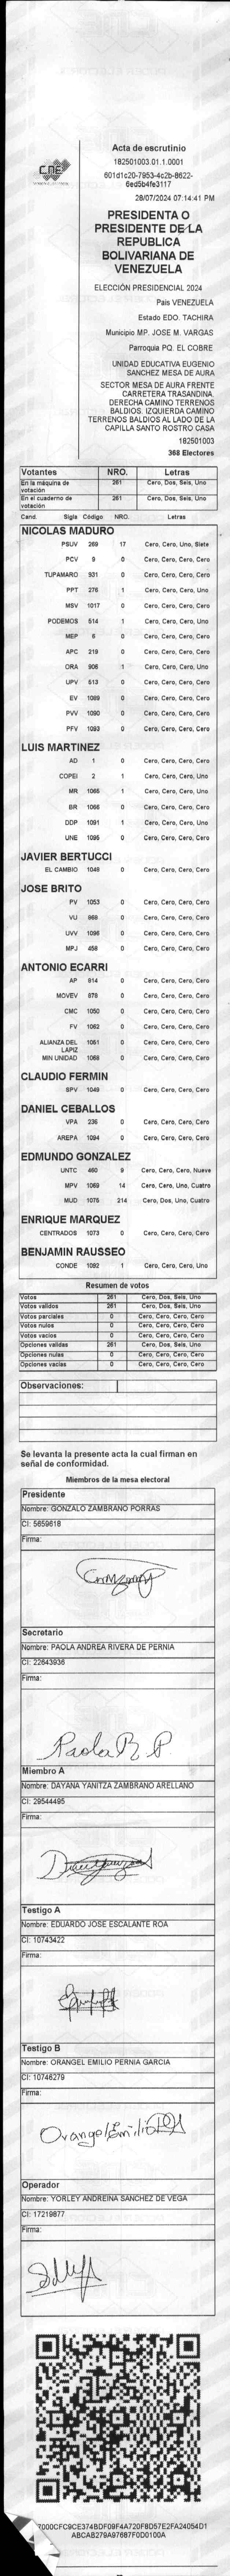 CNE
Acta de escrutinio
182501003.01.1.0001
601d1c20-7953-4c2b-8622-
6ed5b4fe3117
28/07/2024 07:14:41 PM
PRESIDENTA O
PRESIDENTE DE LA
REPUBLICA
BOLIVARIANA DE
VENEZUELA
ELECCIÓN PRESIDENCIAL 2024
Pais VENEZUELA
Estado EDO. TACHIRA
Municipio MP. JOSE M. VARGAS
Parroquia PQ. EL COBRE
UNIDAD EDUCATIVA EUGENIO
SANCHEZ MESA DE AURA
SECTOR MESA DE AURA FRENTE
CARRETERA TRASANDINA.
DERECHA CAMINO TERRENOS
BALDIOS. IZQUIERDA CAMINO
TERRENOS BALDIOS AL LADO DE LA
CAPILLA SANTO ROSTRO CASA
182501003
368 Electores
Votantes NRO. Letras
En la máquina de votación 261 Cero, Dos, Seis, Uno
En el cuaderno de votación 261 Cero, Dos, Seis, Uno
Cand. Sigla Código NRO. Letras
NICOLAS MADURO
PSUV 269 17 Cero, Cero, Uno, Siete
PCV 9 0 Cero, Cero, Cero, Cero
TUPAMARO 931 0 Cero, Cero, Cero, Cero
PPT 276 1 Cero, Cero, Cero, Uno
MSV 1017 0 Cero, Cero, Cero, Cero
PODEMOS 514 1 Cero, Cero, Cero, Uno
MEP 6 0 Cero, Cero, Cero, Cero
APC 219 0 Cero, Cero, Cero, Cero
ORA 906 1 Cero, Cero, Cero, Uno
UPV 513 0 Cero, Cero, Cero, Cero
EV 1089 0 Cero, Cero, Cero, Cero
PVV 1090 0 Cero, Cero, Cero, Cero
PFV 1093 0 Cero, Cero, Cero, Cero
LUIS MARTINEZ
AD 1 0 Cero, Cero, Cero, Cero
COPEI 2 1 Cero, Cero, Cero, Uno
MR 1065 1 Cero, Cero, Cero, Uno
BR 1066 0 Cero, Cero, Cero, Cero
DDP 1091 1 Cero, Cero, Cero, Uno
UNE 1095 0 Cero, Cero, Cero, Cero
JAVIER BERTUCCI
EL CAMBIO 1048 0 Cero, Cero, Cero, Cero
JOSE BRITO
PV 1053 0 Cero, Cero, Cero, Cero
VU 868 0 Cero, Cero, Cero, Cero
UVV 1096 0 Cero, Cero, Cero, Cero
MPJ 458 0 Cero, Cero, Cero, Cero
ANTONIO ECARRI
AP 814 0 Cero, Cero, Cero, Cero
MOVEV 878 0 Cero, Cero, Cero, Cero
CMC 1050 0 Cero, Cero, Cero, Cero
FV 1062 0 Cero, Cero, Cero, Cero
ALIANZA DEL LAPIZ 1051 0 Cero, Cero, Cero, Cero
MIN UNIDAD 1068 0 Cero, Cero, Cero, Cero
CLAUDIO FERMIN
SPV 1049 0 Cero, Cero, Cero, Cero
DANIEL CEBALLOS
VPA 236 0 Cero, Cero, Cero, Cero
AREPA 1094 0 Cero, Cero, Cero, Cero
EDMUNDO GONZALEZ
UNTC 460 9 Cero, Cero, Cero, Nueve
MPV 1069 14 Cero, Cero, Uno, Cuatro
MUD 1075 214 Cero, Dos, Uno, Cuatro
ENRIQUE MARQUEZ
CENTRADOS 1073 0 Cero, Cero, Cero, Cero
BENJAMIN RAUSSEO
CONDE 1092 1 Cero, Cero, Cero, Uno
Resumen de votos
Votos 261 Cero, Dos, Seis, Uno
Votos validos 261 Cero, Dos, Seis, Uno
Votos parciales 0 Cero, Cero, Cero, Cero
Votos nulos 0 Cero, Cero, Cero, Cero
Votos vacios 0 Cero, Cero, Cero, Cero
Opciones validas 261 Cero, Dos, Seis, Uno
Opciones nulas 0 Cero, Cero, Cero, Cero
Opciones vacias 0 Cero, Cero, Cero, Cero
Observaciones:
Se levanta la presente acta la cual firman en
señal de conformidad.
Miembros de la mesa electoral
Presidente
Nombre: GONZALO ZAMBRANO PORRAS
CI: 5659618
Firma:
Secretario
Nombre: PAOLA ANDREA RIVERA DE PERNIA
CI: 22643936
Firma:
Paola R P.
Miembro A
Nombre: DAYANA YANITZA ZAMBRANO ARELLANO
CI: 29544495
Firma:
Testigo A
Nombre: EDUARDO JOSE ESCALANTE ROA
CI: 10743422
Firma:
Testigo B
Nombre: ORANGEL EMILIO PERNIA GARCIA
CI: 10746279
Firma:
Orangel Emilio
Operador
Nombre: YORLEY ANDREINA SANCHEZ DE VEGA
CI: 17219877
Firma:
7000CFC9CE374BDF09F4A720FBD57E2FA24054D1
ABCAB279A97687F0D0100A